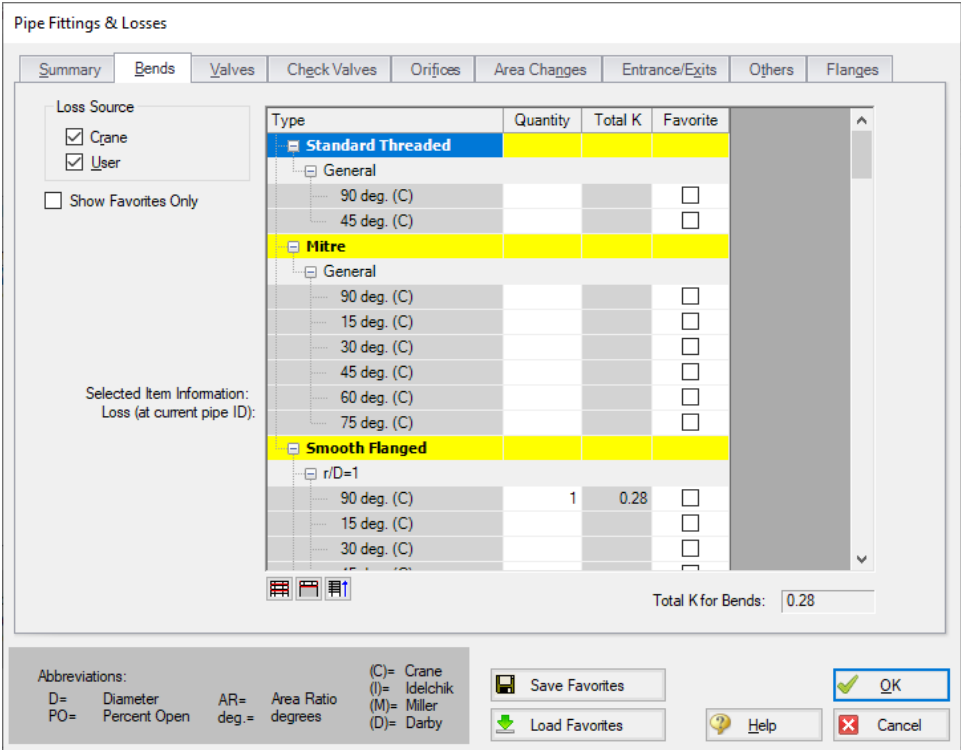 Pipe Fittings & Losses
Summary Bends Valves Check Valves Orifices Area Changes Entrance/Exits Others Flanges
Loss Source
Crane
User
Show Favorites Only
Type Quantity Total K Favorite
Standard Threaded
General
90 deg. (C)
45 deg. (C)
Mitre
General
90 deg. (C)
15 deg. (C)
30 deg. (C)
45 deg. (C)
60 deg. (C)
75 deg. (C)
Smooth Flanged
r/D=1
90 deg. (C) 1 0.28
15 deg. (C)
30 deg. (C)
Selected Item Information:
Loss (at current pipe ID):
Total K for Bends: 0.28
Abbreviations:
D= Diameter
PO= Percent Open
AR= Area Ratio
deg.= degrees
(C)= Crane
(I)= Idelchik
(M)= Miller
(D)= Darby
Save Favorites
Load Favorites
Help
OK
Cancel